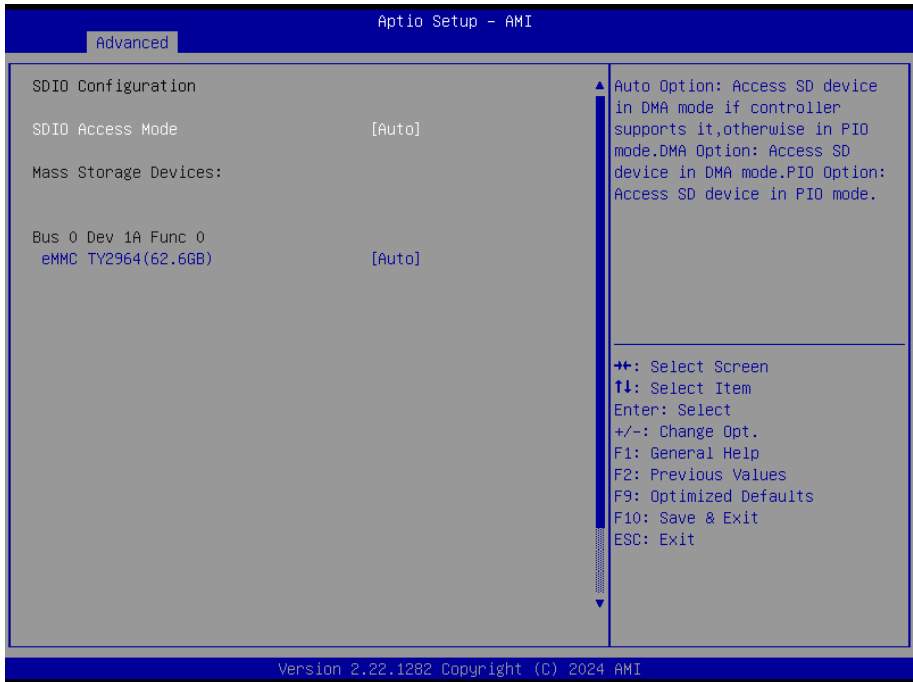 Aptio Setup - AMI
Advanced
SDIO Configuration
SDIO Access Mode [Auto]
Mass Storage Devices:
Bus 0 Dev 1A Func 0
eMMC TY2964(62.6GB) [Auto]
Auto Option: Access SD device
in DMA mode if controller
supports it,otherwise in PIO
mode.DMA Option: Access SD
device in DMA mode.PIO Option:
Access SD device in PIO mode.
→←: Select Screen
↑↓: Select Item
Enter: Select
+/-: Change Opt.
F1: General Help
F2: Previous Values
F9: Optimized Defaults
F10: Save & Exit
ESC: Exit
Version 2.22.1282 Copyright (C) 2024 AMI